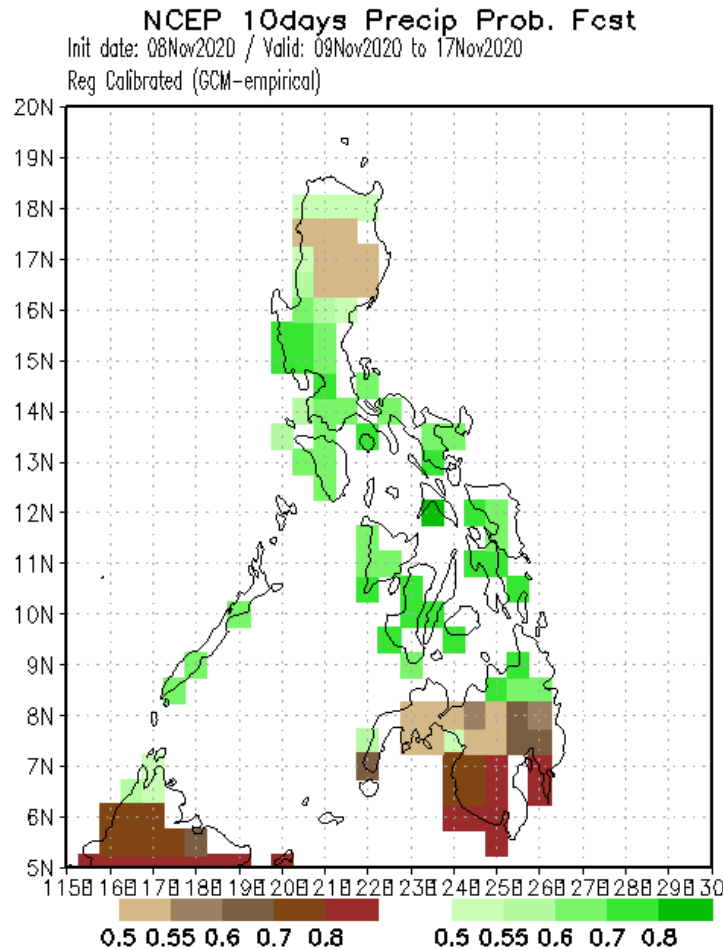 NCEP 10days Precip Prob. Fcst
Init date: 08Nov2020 / Valid: 09Nov2020 to 17Nov2020
Reg Calibrated (GCM-empirical)
20N
19N
18N
17N
16N
15N
14N
13N
12N
11N
10N
9N
8N
7N
6N
5N
0.5 0.55 0.6 0.7 0.8 0.5 0.55 0.6 0.7 0.8